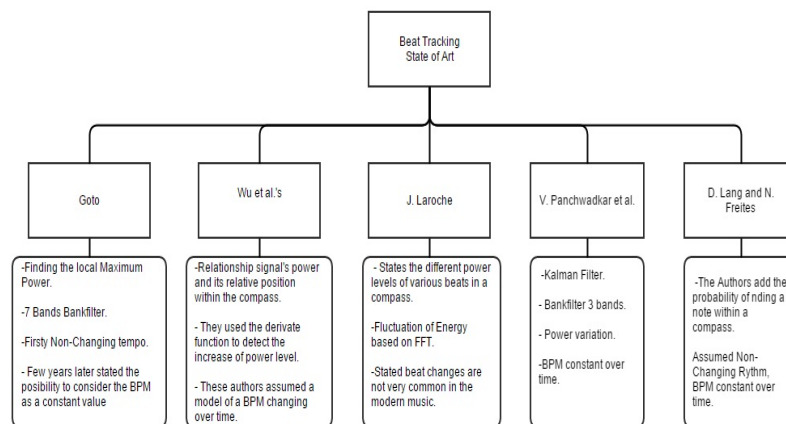 Beat Tracking
State of Art
Goto
Wu et al.'s
J. Laroche
V. Panchwadkar et al.
D. Lang and N.
Freites
-Finding the local Maximum
Power.
-7 Bands Bankfilter.
-Firsty Non-Changing tempo.
- Few years later stated the
posibility to consider the BPM
as a constant value
-Relationship signal's power
and its relative position
within the compass.
- They used the derivate
function to detect the
increase of power level.
- These authors assumed a
model of a BPM changing
over time.
- States the different power
levels of various beats in a
compass.
-Fluctuation of Energy
based on FFT.
-Stated beat changes are
not very common in the
modern music.
-Kalman Filter.
- Bankfilter 3 bands.
- Power variation.
-BPM constant over
time.
-The Authors add the
probability of nding a
note within a
compass.
Assumed Non-
Changing Rythm,
BPM constant over
time.